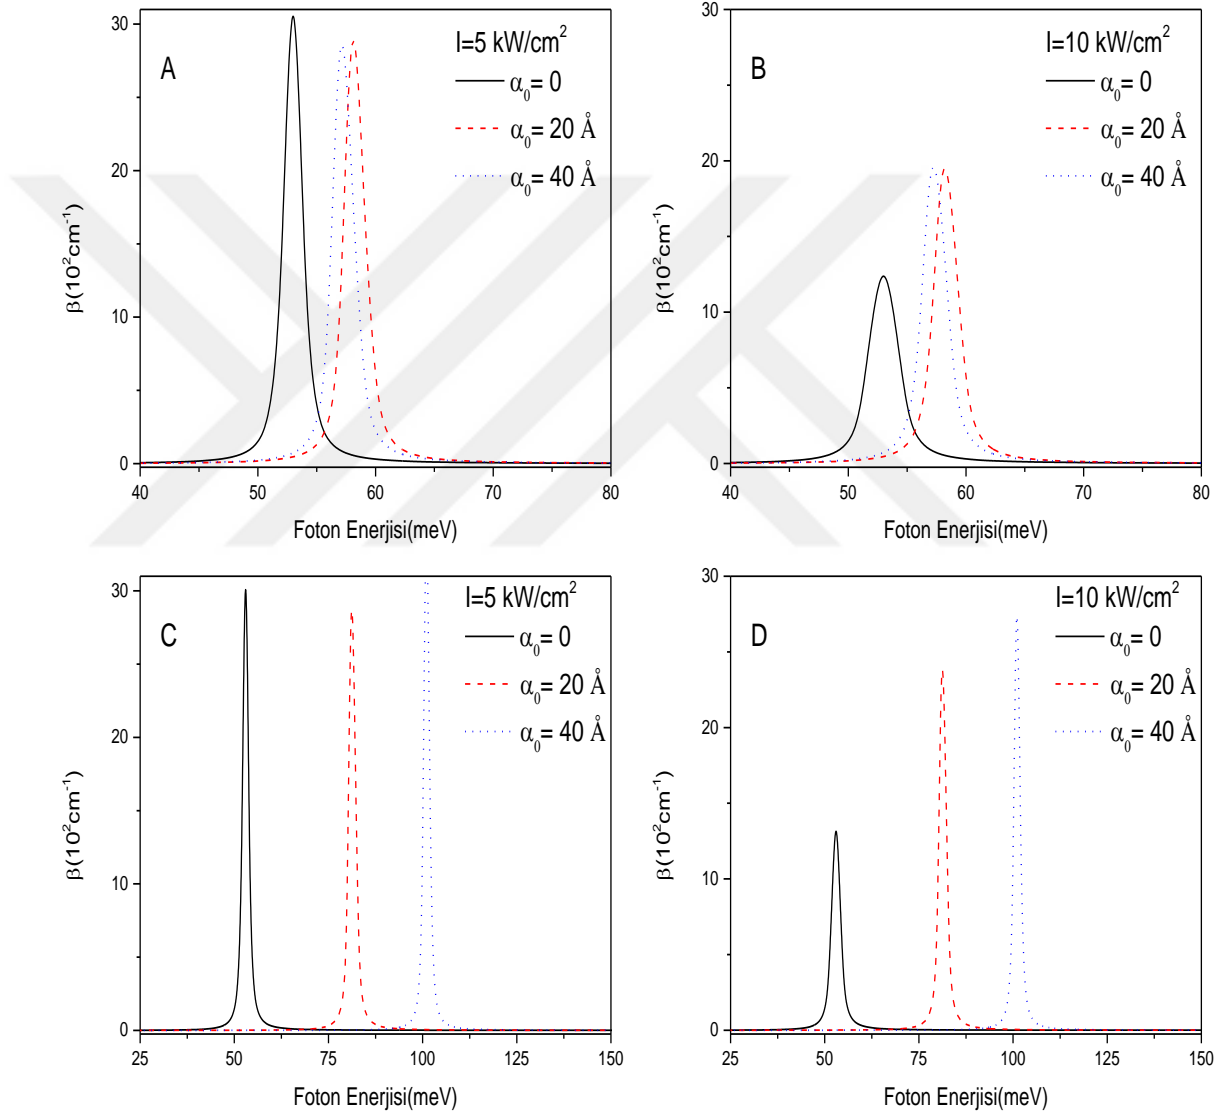 A
I=5 kW/cm²
α₀= 0
α₀= 20 Å
α₀= 40 Å
30
20
10
0
β(10²cm⁻¹)
40 50 60 70 80
Foton Enerjisi(meV)
B
I=10 kW/cm²
α₀= 0
α₀= 20 Å
α₀= 40 Å
30
20
10
0
β(10²cm⁻¹)
40 50 60 70 80
Foton Enerjisi(meV)
C
I=5 kW/cm²
α₀= 0
α₀= 20 Å
α₀= 40 Å
30
20
10
0
β(10²cm⁻¹)
25 50 75 100 125 150
Foton Enerjisi(meV)
D
I=10 kW/cm²
α₀= 0
α₀= 20 Å
α₀= 40 Å
30
20
10
0
β(10²cm⁻¹)
25 50 75 100 125 150
Foton Enerjisi(meV)